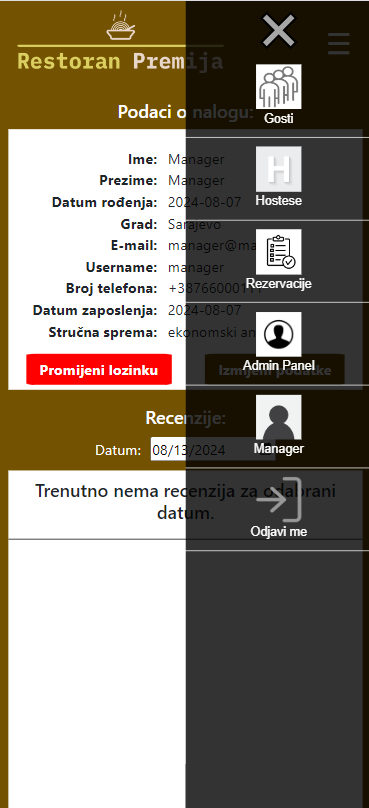 Restoran Premija
Podaci o nalogu:
Ime: Manager
Prezime: Manager
Datum rođenja: 2024-08-07
Grad: Sarajevo
E-mail: manager@ma
Username: manager
Broj telefona: +38766000111
Datum zaposlenja: 2024-08-07
Stručna sprema: ekonomski
Promijeni lozinku
Izmijeni podatke
Recenzije:
Datum: 08/13/2024
Trenutno nema recenzija za odabrani
datum.
Gosti
H
Hostese
Rezervacije
Admin Panel
Manager
Odjavi me